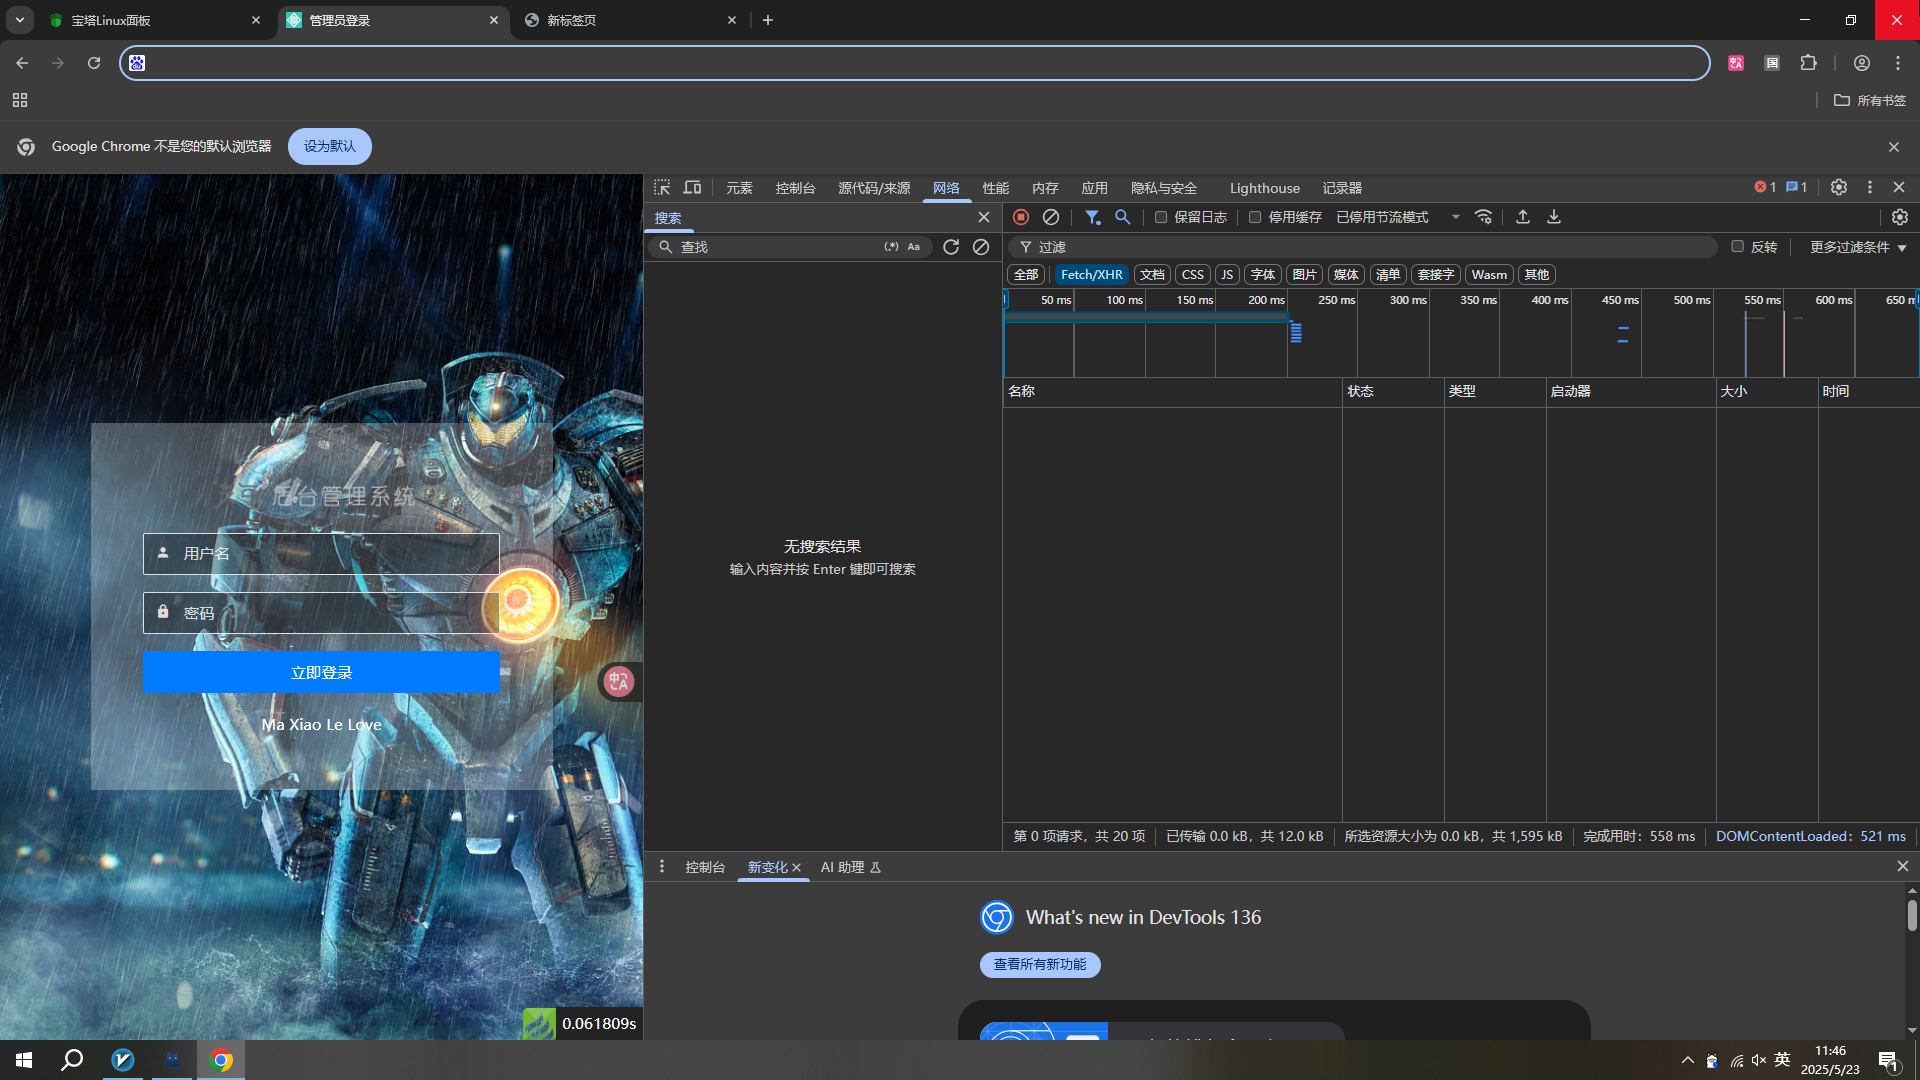 宝塔Linux面板
管理员登录
新标签页
所有书签
Google Chrome 不是您的默认浏览器
设为默认
元素 控制台 源代码/来源 网络 性能 内存 应用 隐私与安全 Lighthouse 记录器
1 1
搜索
保留日志 停用缓存 已停用节流模式
查找 (.*) Aa
过滤 反转 更多过滤条件
全部 Fetch/XHR 文档 CSS JS 字体 图片 媒体 清单 套接字 Wasm 其他
50 ms 100 ms 150 ms 200 ms 250 ms 300 ms 350 ms 400 ms 450 ms 500 ms 550 ms 600 ms 650 m
名称 状态 类型 启动器 大小 时间
后台管理系统
用户名
密码
立即登录
Ma Xiao Le Love
中A
0.061809s
无搜索结果
输入内容并按 Enter 键即可搜索
第 0 项请求，共 20 项 已传输 0.0 kB，共 12.0 kB 所选资源大小为 0.0 kB，共 1,595 kB 完成用时：558 ms DOMContentLoaded：521 ms
控制台 新变化 AI 助理
What's new in DevTools 136
查看所有新功能
英
11:46
2025/5/23
1